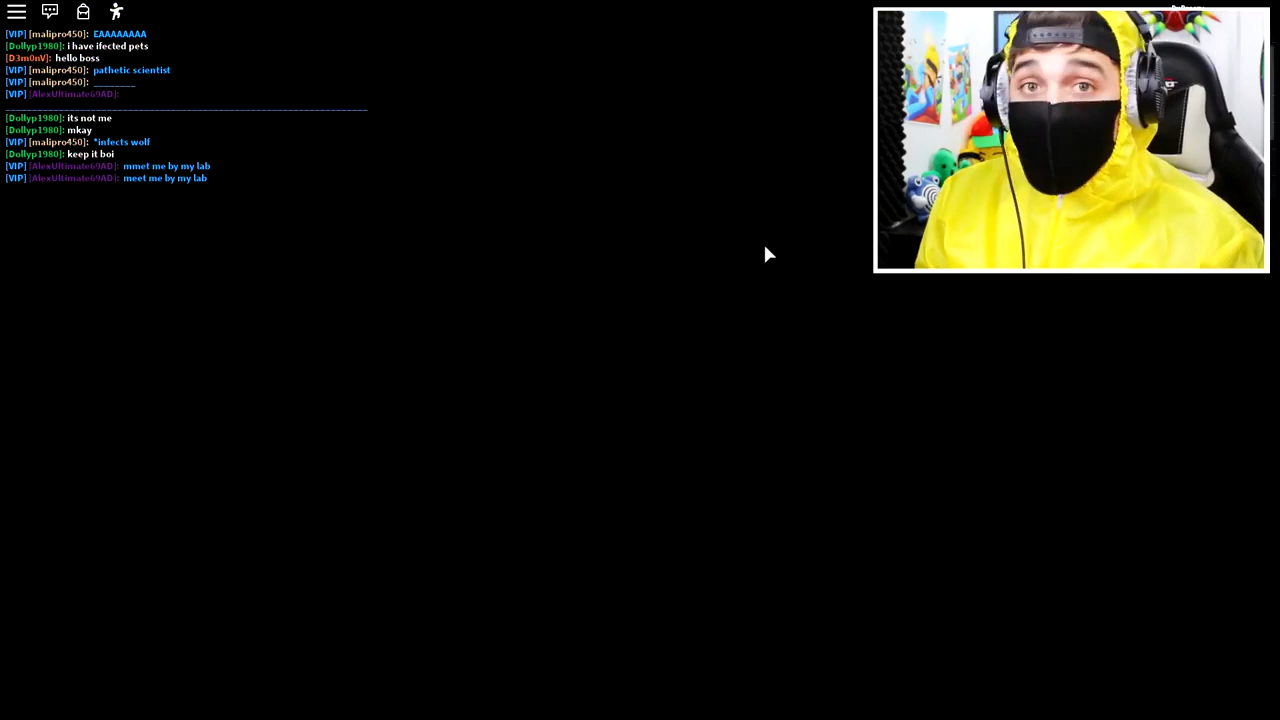 [VIP] [malipro450]: EAAAAAAAA
[Dollyp1980]: i have ifected pets
[D3m0nV]: hello boss
[VIP] [malipro450]: pathetic scientist
[VIP] [malipro450]: ________
[VIP] [AlexUltimate69AD]:
[Dollyp1980]: its not me
[Dollyp1980]: mkay
[VIP] [malipro450]: *infects wolf
[Dollyp1980]: keep it boi
[VIP] [AlexUltimate69AD]: mmet me by my lab
[VIP] [AlexUltimate69AD]: meet me by my lab